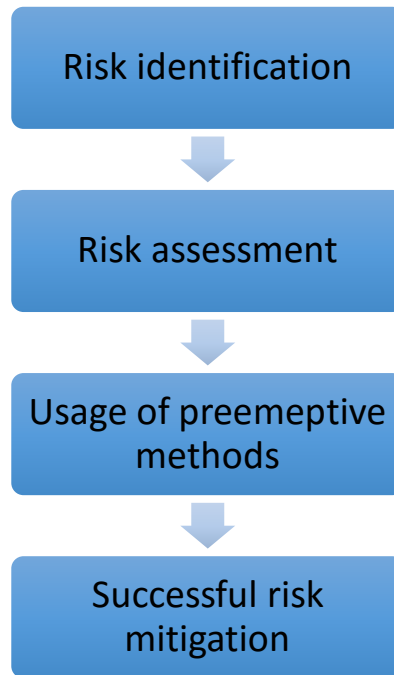 Risk identification
Risk assessment
Usage of preemeptive
methods
Successful risk
mitigation